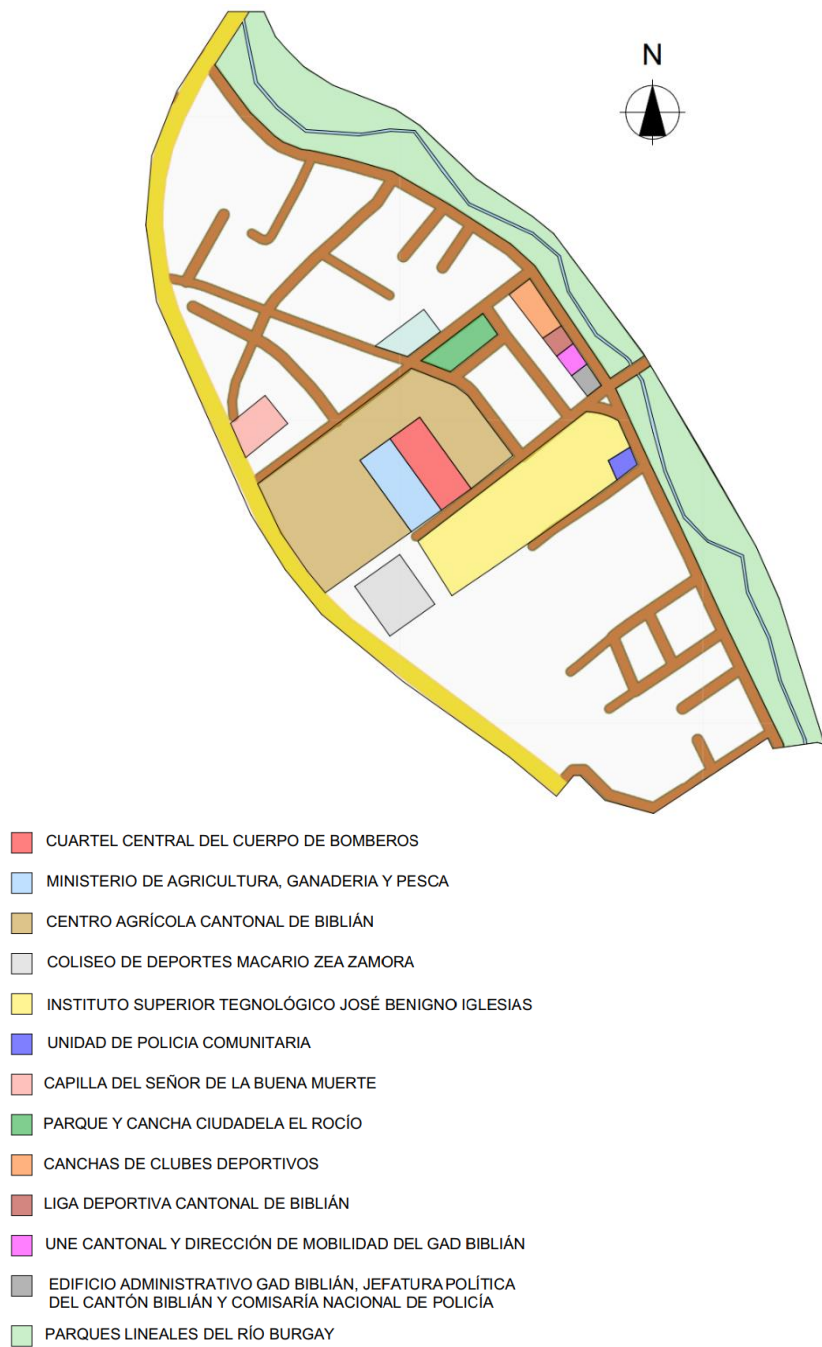 N
CUARTEL CENTRAL DEL CUERPO DE BOMBEROS
MINISTERIO DE AGRICULTURA, GANADERIA Y PESCA
CENTRO AGRÍCOLA CANTONAL DE BIBLIÁN
COLISEO DE DEPORTES MACARIO ZEA ZAMORA
INSTITUTO SUPERIOR TEGNOLÓGICO JOSÉ BENIGNO IGLESIAS
UNIDAD DE POLICIA COMUNITARIA
CAPILLA DEL SEÑOR DE LA BUENA MUERTE
PARQUE Y CANCHA CIUDADELA EL ROCÍO
CANCHAS DE CLUBES DEPORTIVOS
LIGA DEPORTIVA CANTONAL DE BIBLIÁN
UNE CANTONAL Y DIRECCIÓN DE MOBILIDAD DEL GAD BIBLIÁN
EDIFICIO ADMINISTRATIVO GAD BIBLIÁN, JEFATURA POLÍTICA
DEL CANTÓN BIBLIÁN Y COMISARÍA NACIONAL DE POLICÍA
PARQUES LINEALES DEL RÍO BURGAY